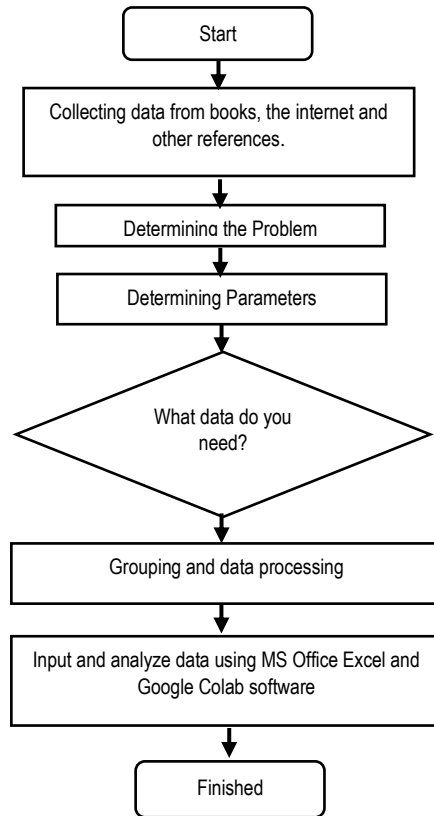 Start
Collecting data from books, the internet and
other references.
Determining the Problem
Determining Parameters
What data do you
need?
Grouping and data processing
Input and analyze data using MS Office Excel and
Google Colab software
Finished